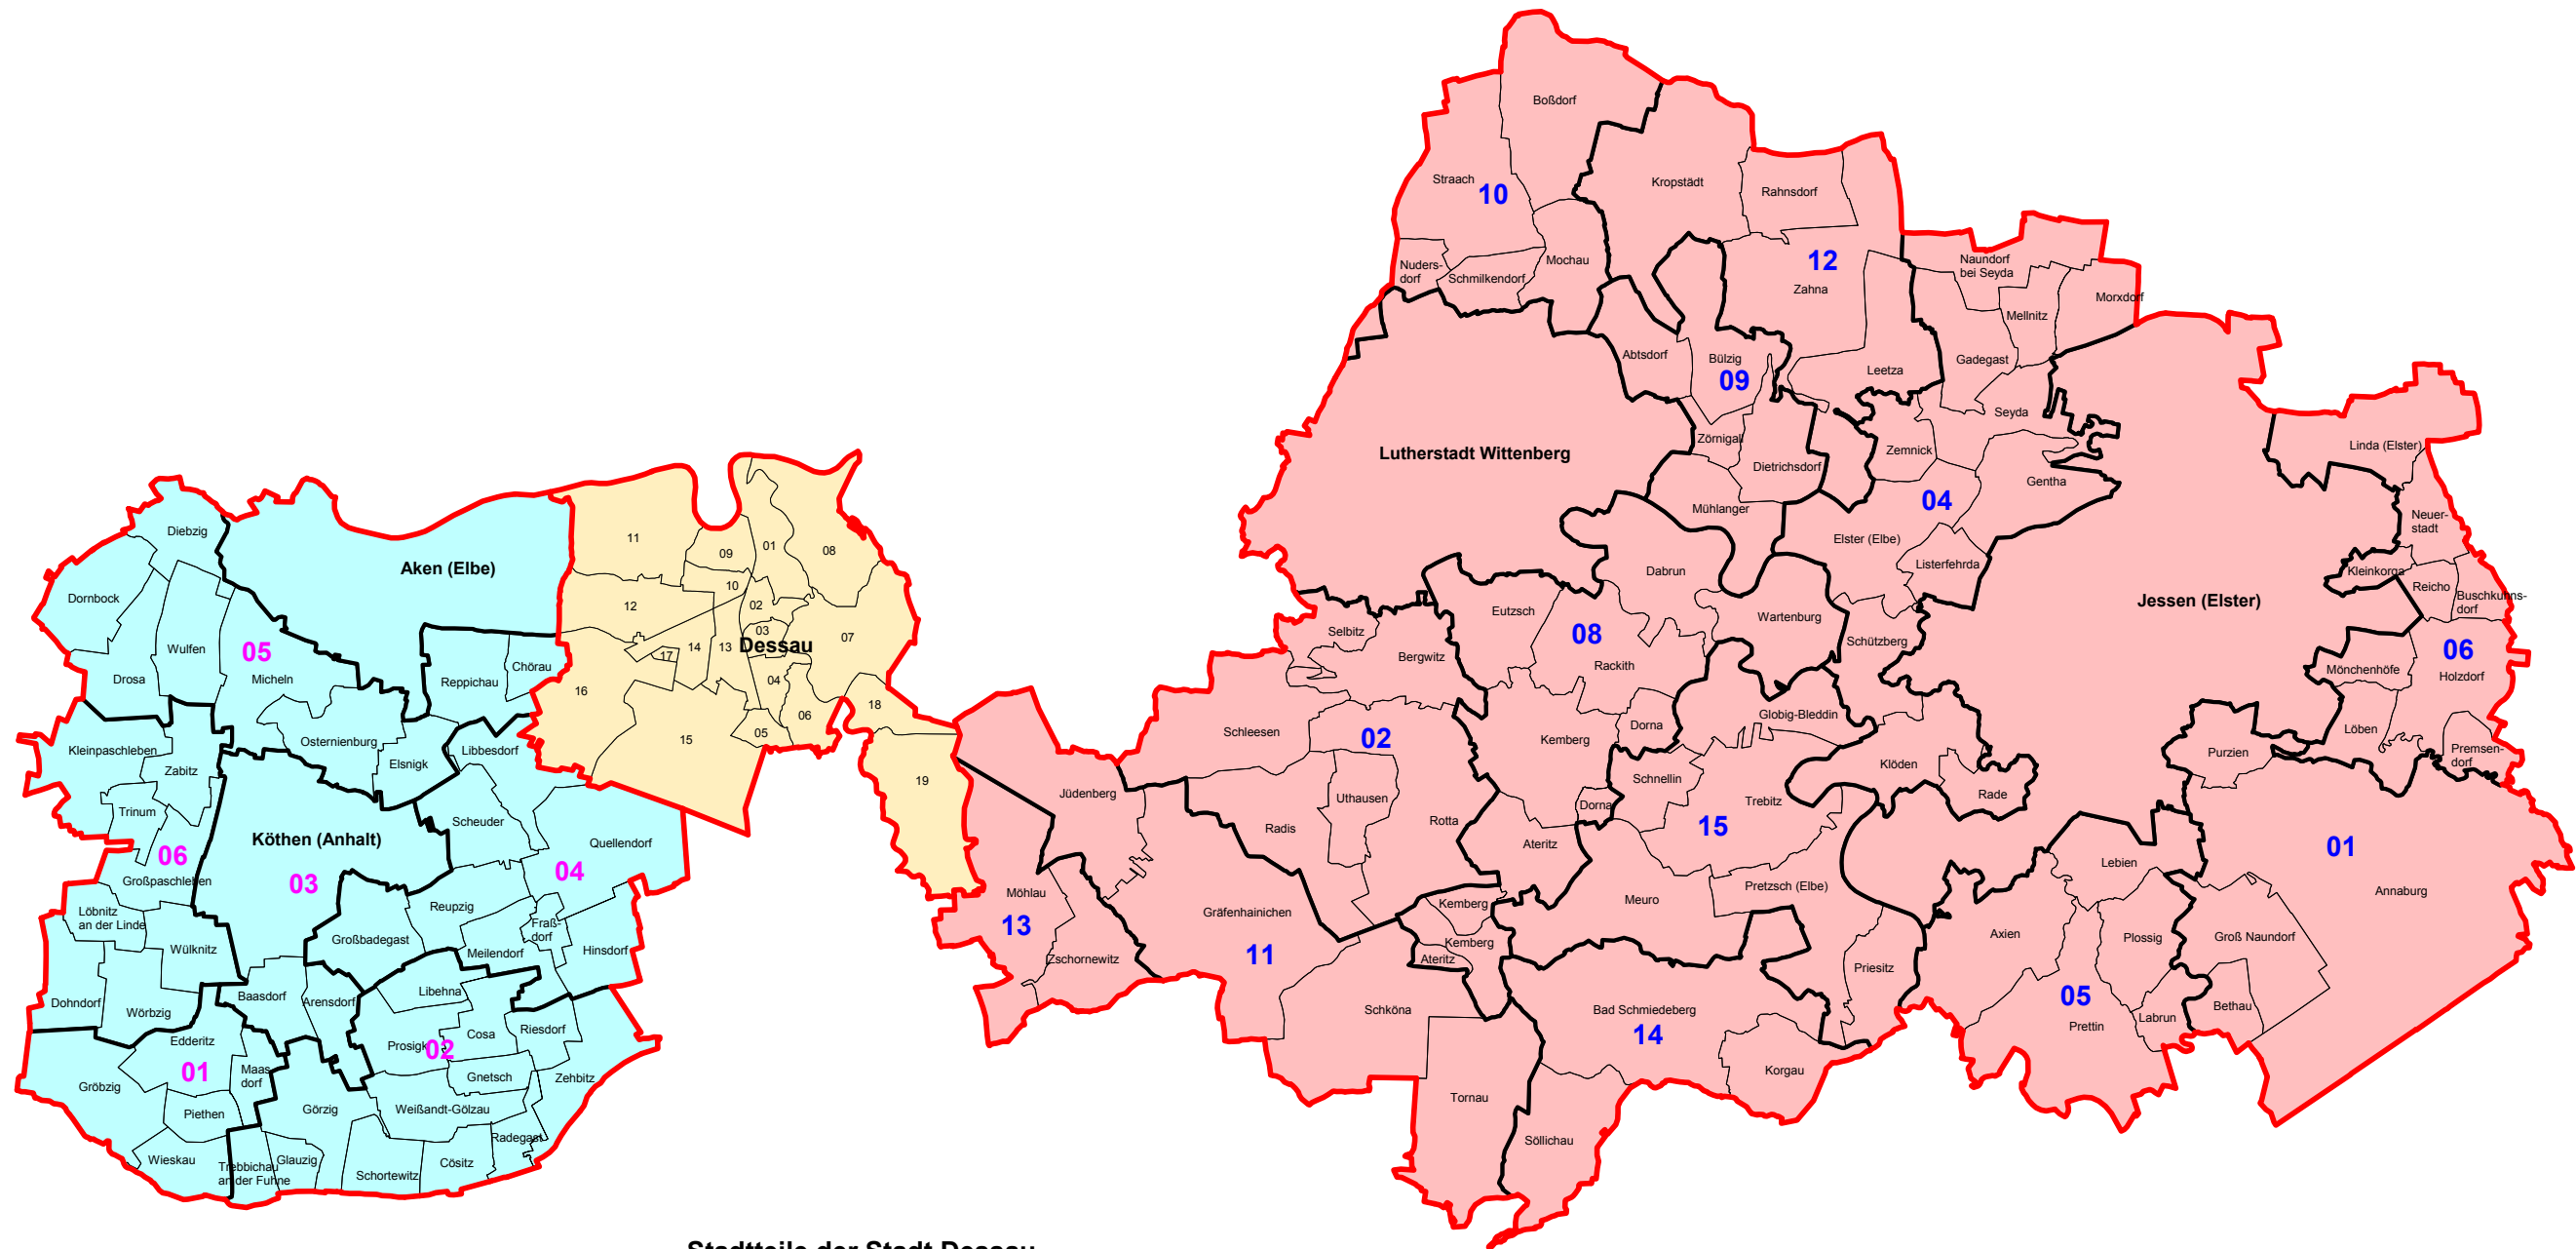 Diebzig
Dornbock
Wulfen
Drosa
05
Micheln
Aken (Elbe)
Reppichau
Chörau
Osternienburg
Elsnigk
Libbesdorf
Kleinpaschleben
Zabitz
Trinum
06
Großpaschleben
Köthen (Anhalt)
03
Scheuder
Quellendorf
04
Löbnitz
an der Linde
Wülknitz
Dohndorf
Wörbzig
Großbadegast
Reupzig
Fraß-
dorf
Meilendorf
Hinsdorf
Baasdorf
Arensdorf
Libehna
Cosa
Riesdorf
Prosigk
02
Edderitz
01
Maas
dorf
Gröbzig
Piethen
Wieskau
Görzig
Gnetsch
Zehbitz
Weißandt-Gölzau
Radegast
Trebbichau
an der Fuhne
Glauzig
Schortewitz
Cösitz
11
09
01
08
10
12
02
03
Dessau
07
14
13
17
16
04
06
18
15
05
19
Boßdorf
Straach
10
Kropstädt
Rahnsdorf
Nuders-
dorf
Schmilkendorf
Mochau
12
Zahna
Naundorf
bei Seyda
Morxdorf
Mellnitz
Abtsdorf
Bülzig
09
Leetza
Gadegast
Seyda
Lutherstadt Wittenberg
Zörnigall
Dietrichsdorf
Zemnick
Gentha
Linda (Elster)
04
Mühlanger
Elster (Elbe)
Listerfehrda
Neuer-
stadt
Kleinkorga
Reicho
Buschkuhns-
dorf
Jessen (Elster)
Dabrun
Eutzsch
Wartenburg
08
Schützberg
Selbitz
Bergwitz
Rackith
06
Mönchenhöfe
Holzdorf
Globig-Bleddin
Dorna
Schleesen
02
Kemberg
Löben
Purzien
Premsen-
dorf
Klöden
Rade
Schnellin
Dorna
Trebitz
15
Jüdenberg
Uthausen
Radis
Rotta
Ateritz
01
Lebien
Annaburg
Möhlau
13
Gräfenhainichen
11
Kemberg
Kemberg
Ateritz
Meuro
Pretzsch (Elbe)
Axien
Plossig
Groß Naundorf
Zschornewitz
Priesitz
05
Prettin
Labrun
Bethau
Schköna
Bad Schmiedeberg
14
Korgau
Tornau
Söllichau
Stadtteile der Stadt Dessau